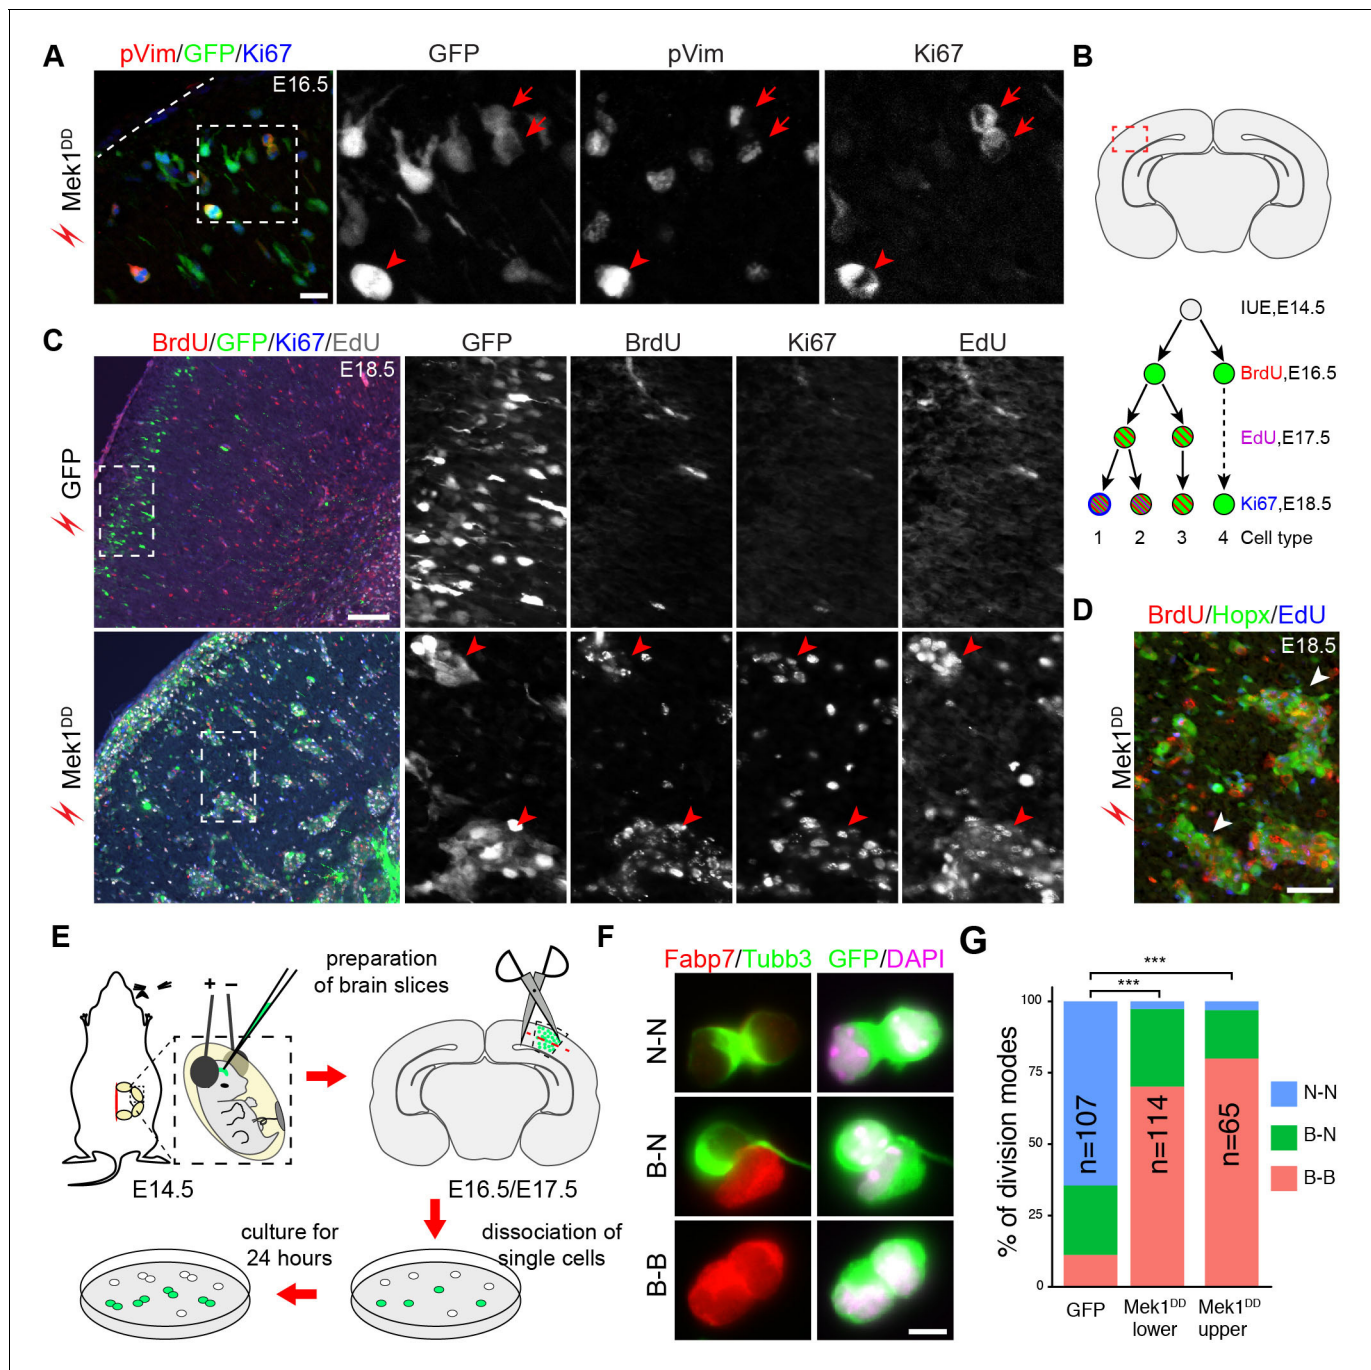 A
pVim/GFP/Ki67
GFP
pVim
Ki67
E16.5
Mek1DD
B
IUE,E14.5
BrdU,E16.5
EdU,E17.5
Ki67,E18.5
1 2 3 4 Cell type
C
BrdU/GFP/Ki67/EdU
GFP
BrdU
Ki67
EdU
E18.5
GFP
Mek1DD
D
BrdU/Hopx/EdU
E18.5
Mek1DD
E
+ −
E14.5
preparation
of brain slices
E16.5/E17.5
dissociation of
single cells
culture for
24 hours
F
Fabp7/Tubb3
GFP/DAPI
N-N
B-N
B-B
G
***
***
% of division modes
100
75
50
25
0
n=107
n=114
n=65
N-N
B-N
B-B
GFP
Mek1DD
lower
Mek1DD
upper